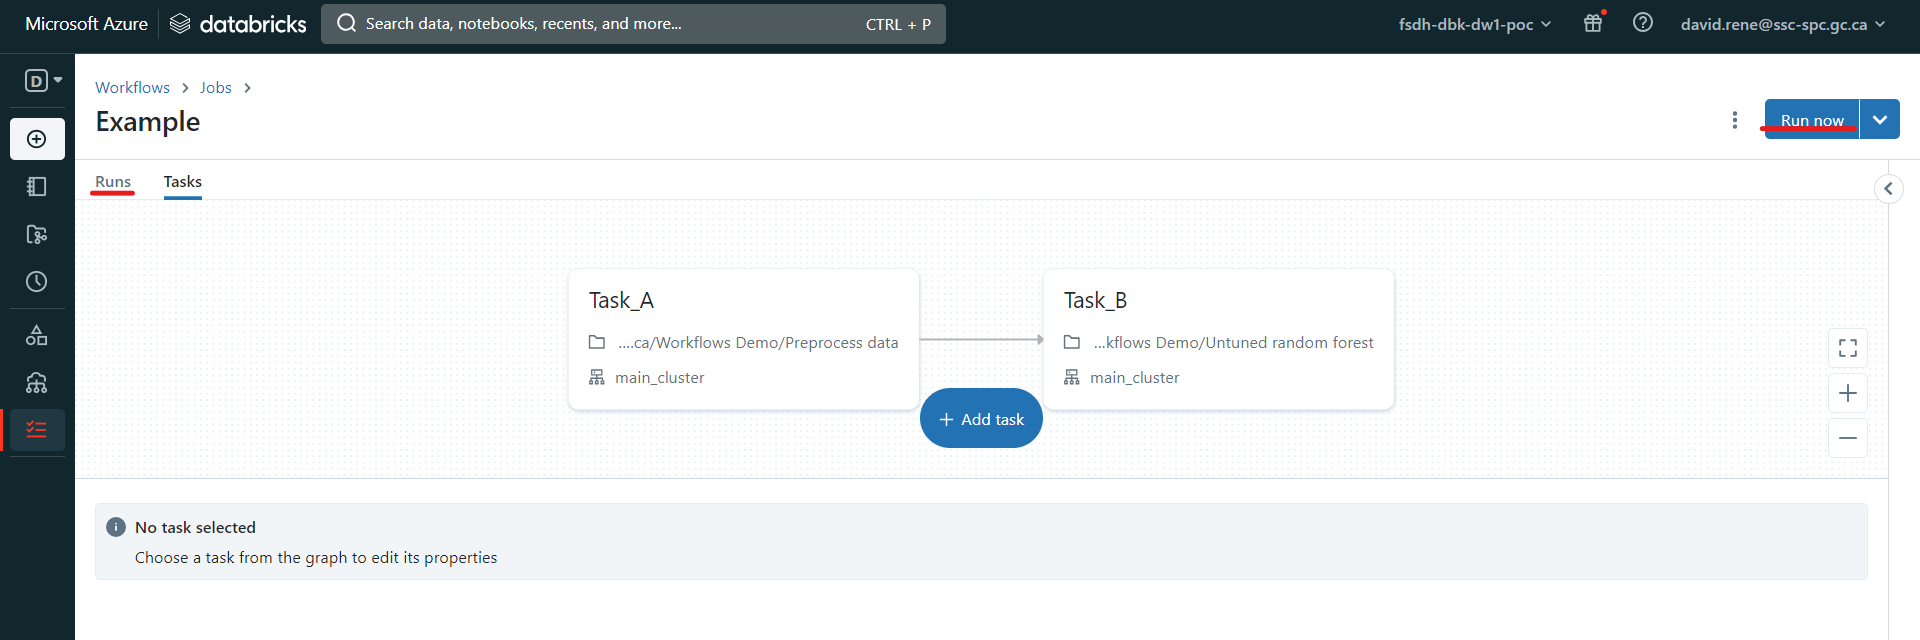 Microsoft Azure databricks Search data, notebooks, recents, and more... CTRL + P fsdh-dbk-dw1-poc david.rene@ssc-spc.gc.ca
D
Workflows > Jobs >
Example
Run now
Runs Tasks
Task_A
....ca/Workflows Demo/Preprocess data
main_cluster
Task_B
...kflows Demo/Untuned random forest
main_cluster
+ Add task
No task selected
Choose a task from the graph to edit its properties